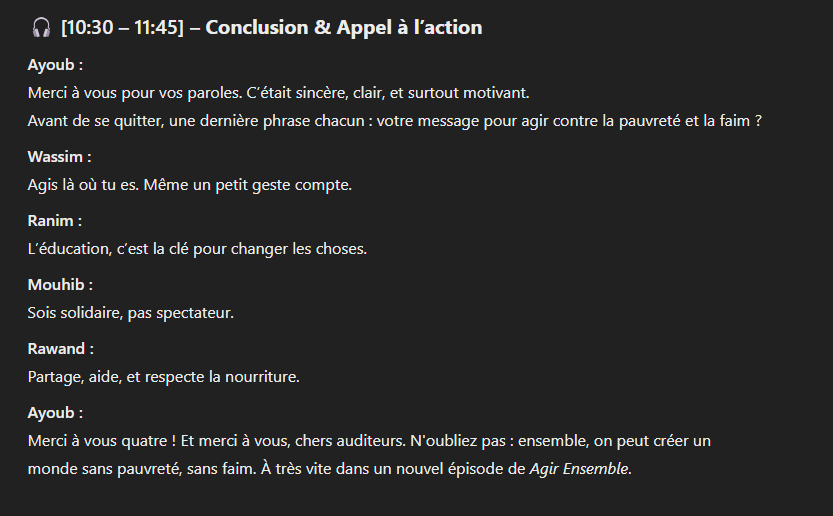 🎧 [10:30 – 11:45] – Conclusion & Appel à l’action
Ayoub :
Merci à vous pour vos paroles. C’était sincère, clair, et surtout motivant.
Avant de se quitter, une dernière phrase chacun : votre message pour agir contre la pauvreté et la faim ?
Wassim :
Agis là où tu es. Même un petit geste compte.
Ranim :
L’éducation, c’est la clé pour changer les choses.
Mouhib :
Sois solidaire, pas spectateur.
Rawand :
Partage, aide, et respecte la nourriture.
Ayoub :
Merci à vous quatre ! Et merci à vous, chers auditeurs. N'oubliez pas : ensemble, on peut créer un
monde sans pauvreté, sans faim. À très vite dans un nouvel épisode de Agir Ensemble.